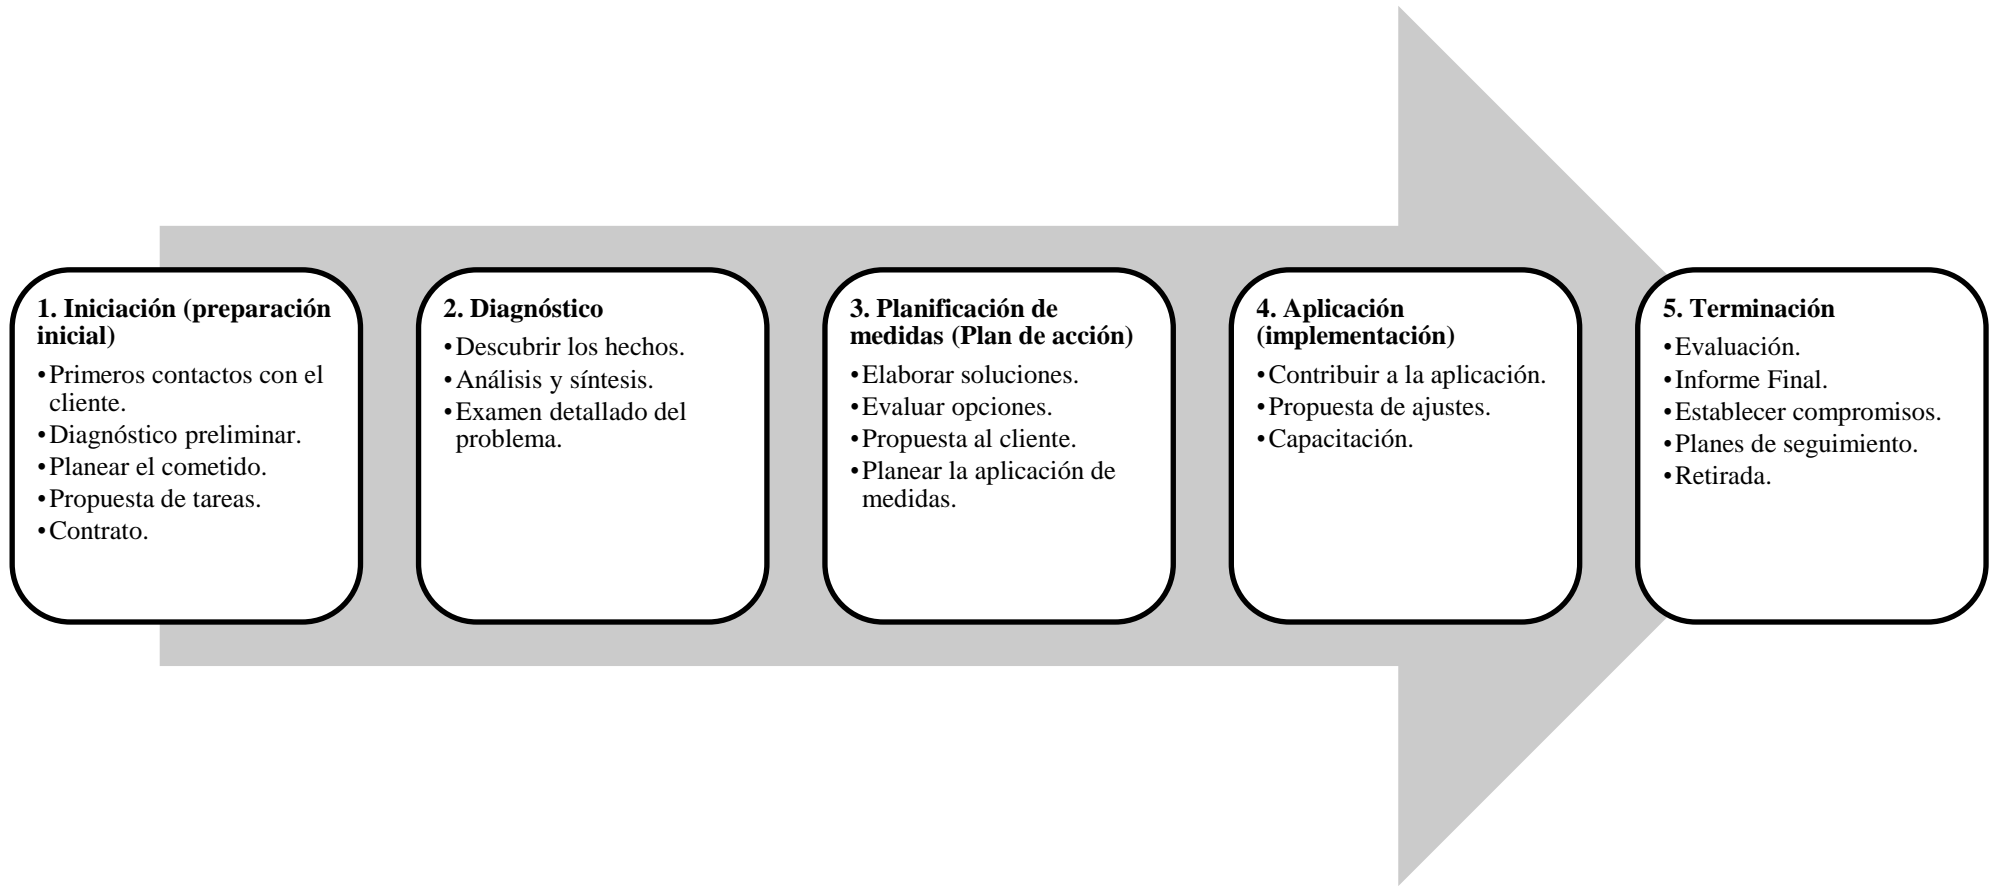 1. Iniciación (preparación
inicial)
•Primeros contactos con el
cliente.
•Diagnóstico preliminar.
•Planear el cometido.
•Propuesta de tareas.
•Contrato.
2. Diagnóstico
•Descubrir los hechos.
•Análisis y síntesis.
•Examen detallado del
problema.
3. Planificación de
medidas (Plan de acción)
•Elaborar soluciones.
•Evaluar opciones.
•Propuesta al cliente.
•Planear la aplicación de
medidas.
4. Aplicación
(implementación)
•Contribuir a la aplicación.
•Propuesta de ajustes.
•Capacitación.
5. Terminación
•Evaluación.
•Informe Final.
•Establecer compromisos.
•Planes de seguimiento.
•Retirada.